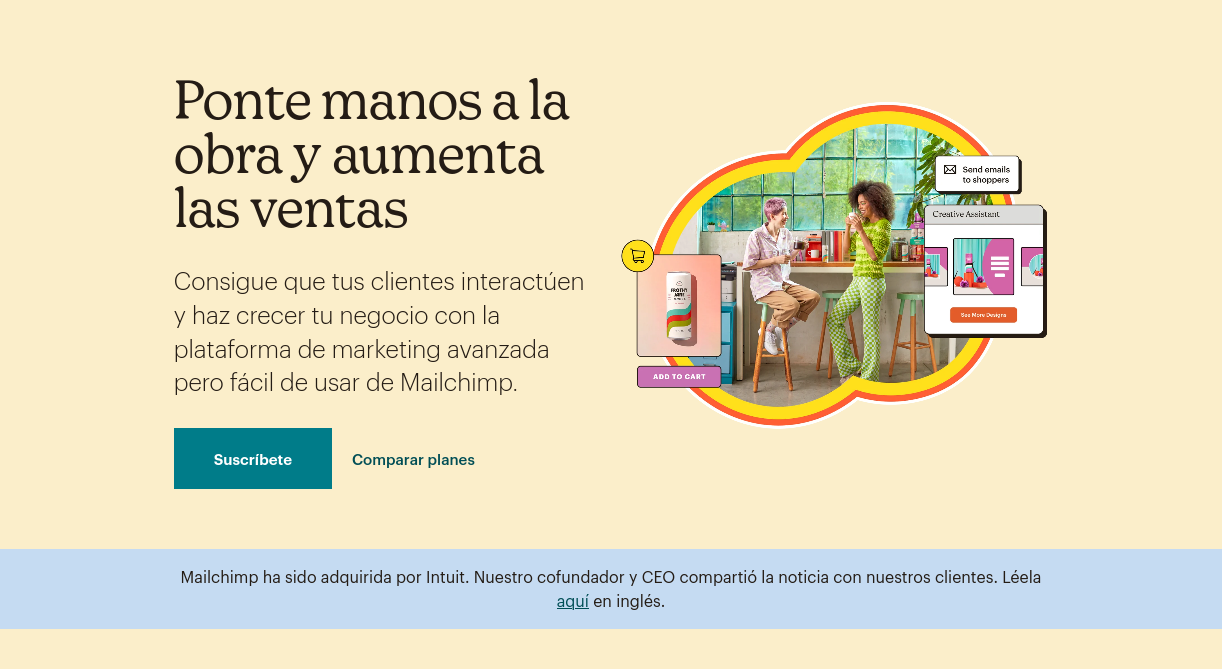 Ponte manos a la
obra y aumenta
las ventas
Consigue que tus clientes interactúen
y haz crecer tu negocio con la
plataforma de marketing avanzada
pero fácil de usar de Mailchimp.
Suscríbete
Comparar planes
Send emails
to shoppers
Creative Assistant
See More Designs
ADD TO CART
Mailchimp ha sido adquirida por Intuit. Nuestro cofundador y CEO compartió la noticia con nuestros clientes. Léela
aquí en inglés.